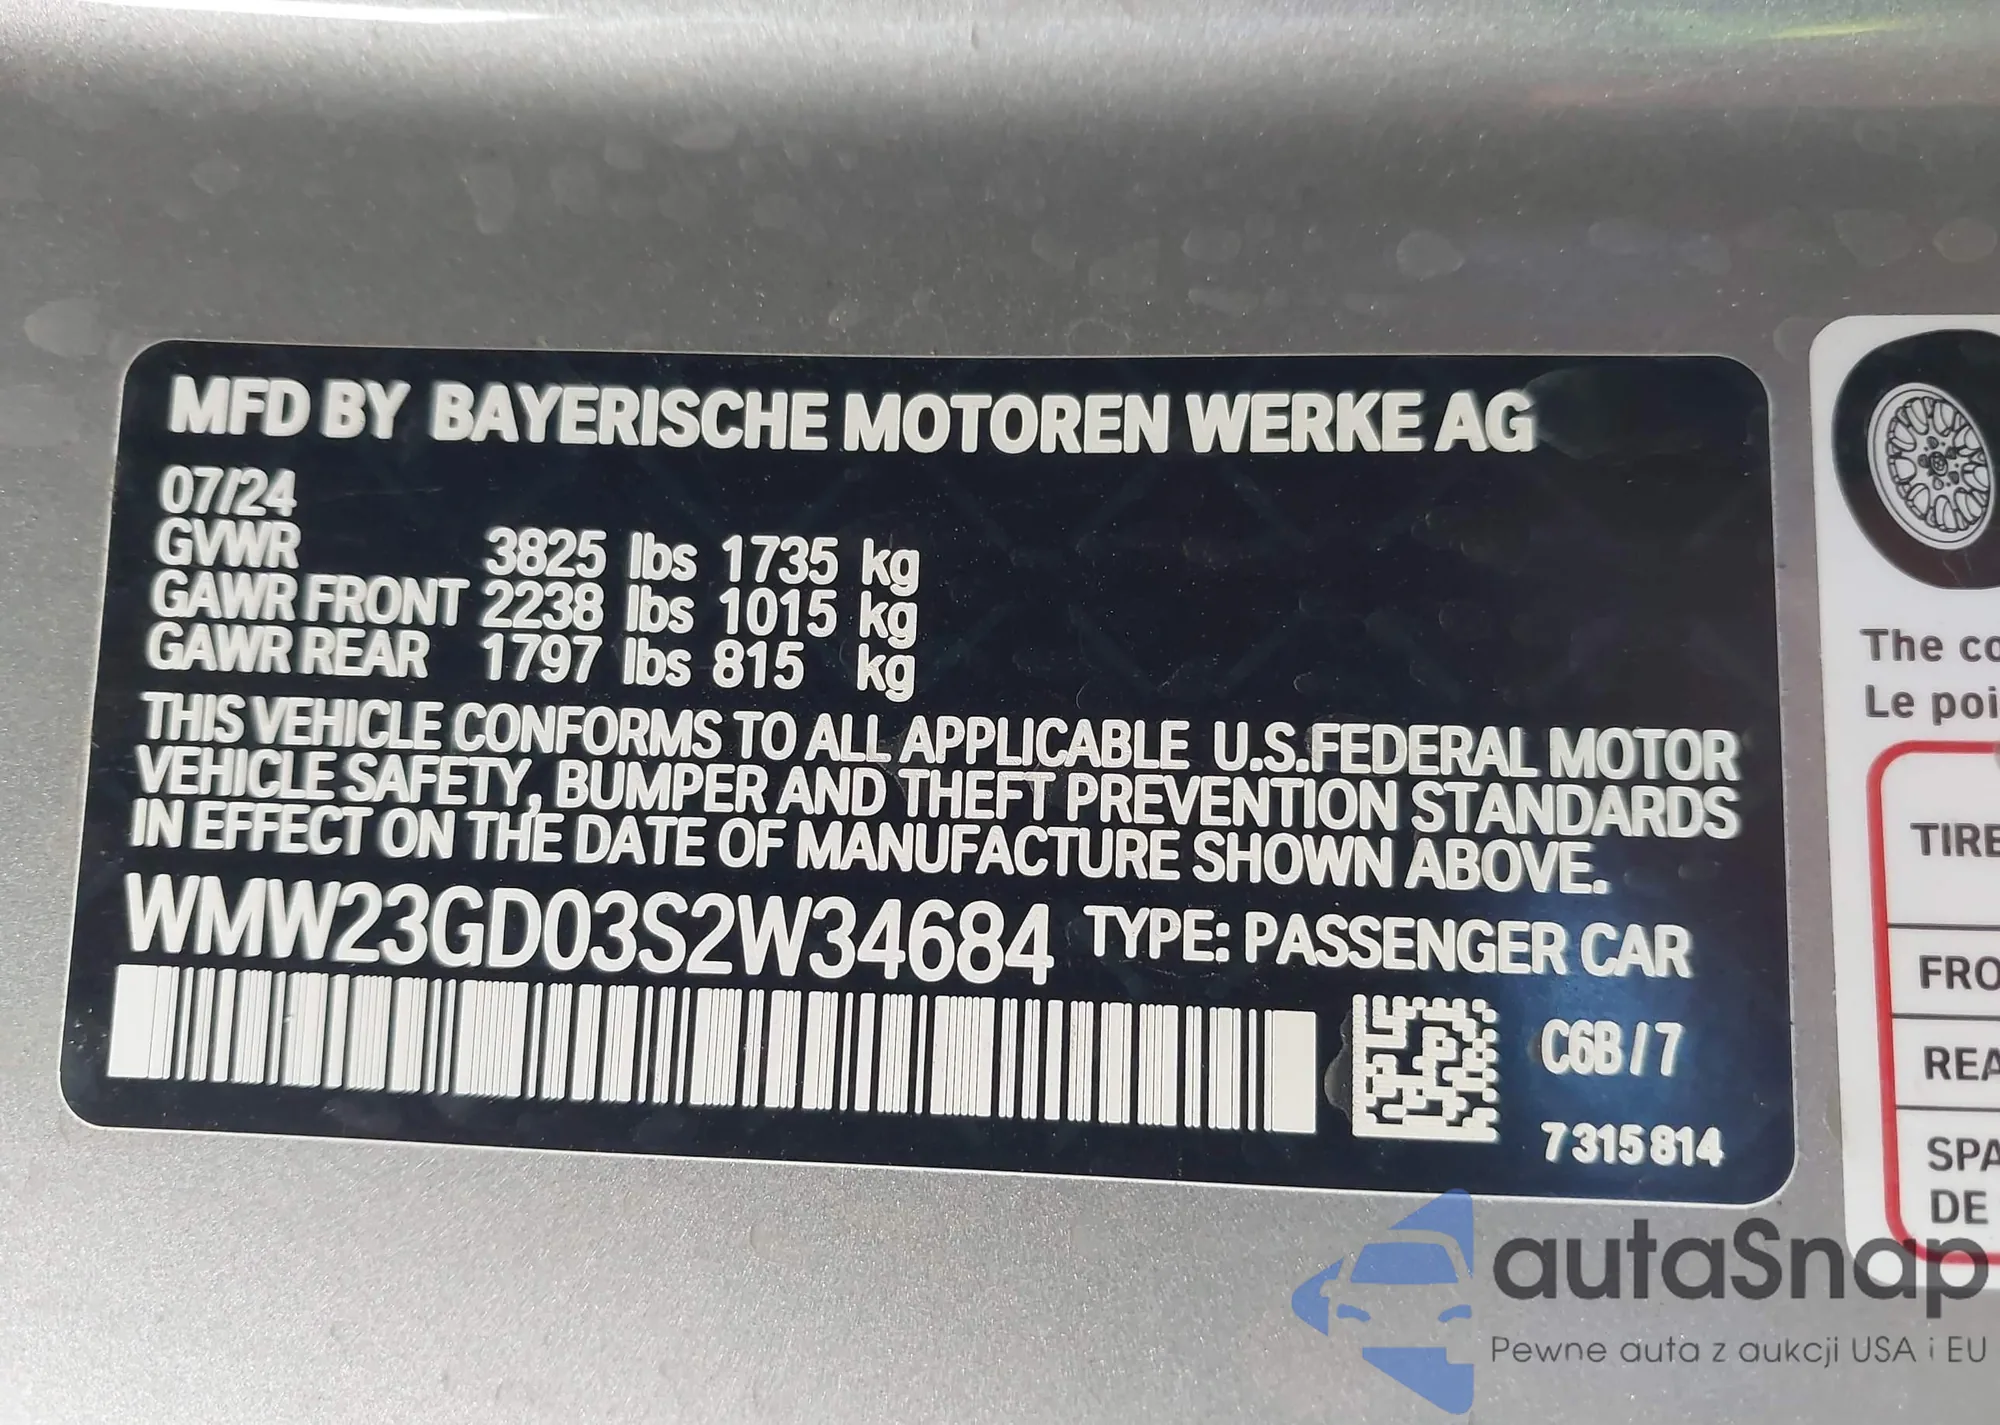 MFD BY BAYERISCHE MOTOREN WERKE AG
07/24
GVWR 3825 lbs 1735 kg
GAWR FRONT 2238 lbs 1015 kg
GAWR REAR 1797 lbs 815 kg
THIS VEHICLE CONFORMS TO ALL APPLICABLE U.S.FEDERAL MOTOR
VEHICLE SAFETY, BUMPER AND THEFT PREVENTION STANDARDS
IN EFFECT ON THE DATE OF MANUFACTURE SHOWN ABOVE.
WMW23GD03S2W34684 TYPE: PASSENGER CAR
C6B/7
7315814
The co
Le poi
TIRE
FRO
REA
SPA
DE
autaSnap
Pewne auta z aukcji USA i EU